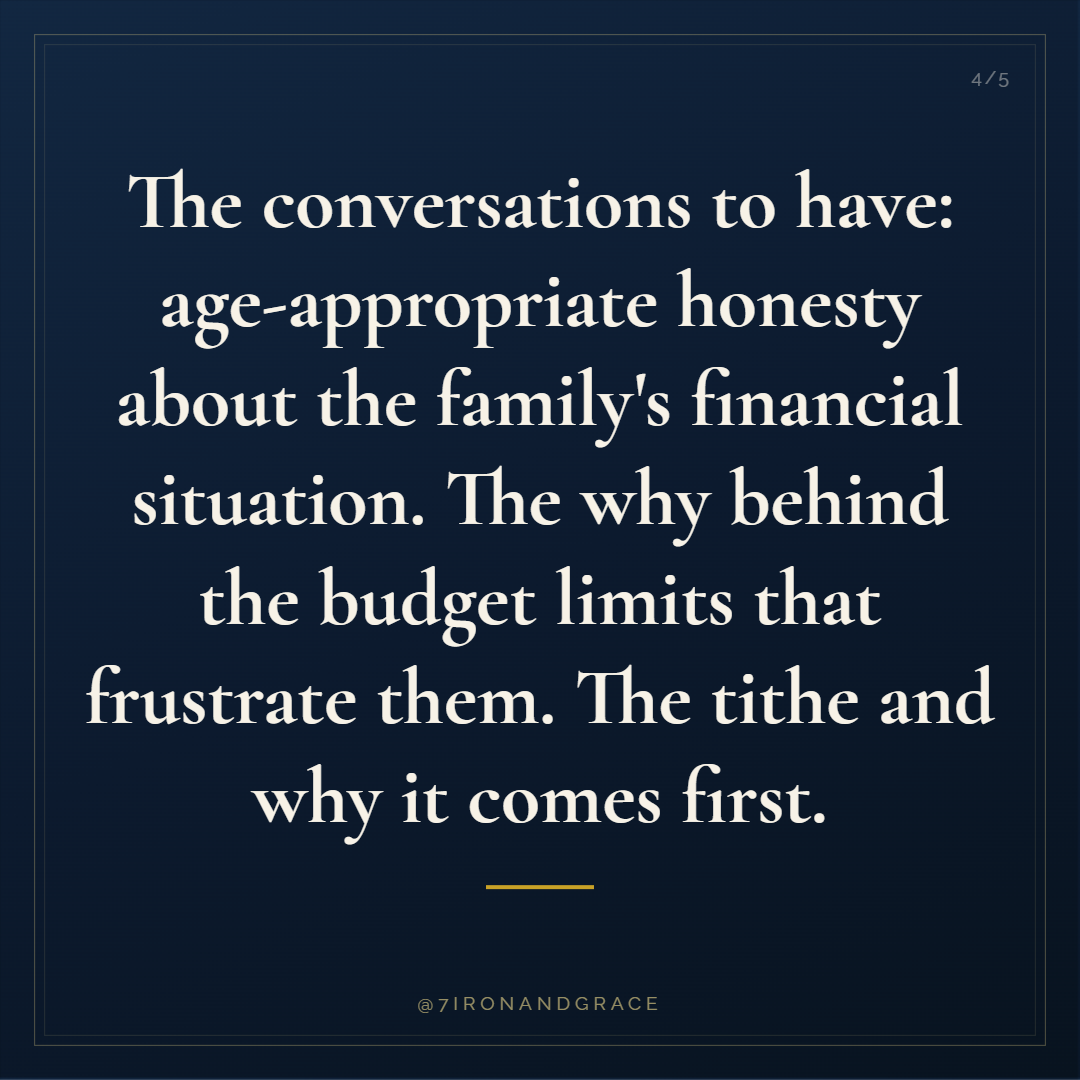 4/5
The conversations to have:
age-appropriate honesty
about the family's financial
situation. The why behind
the budget limits that
frustrate them. The tithe and
why it comes first.
@7IRONANDGRACE